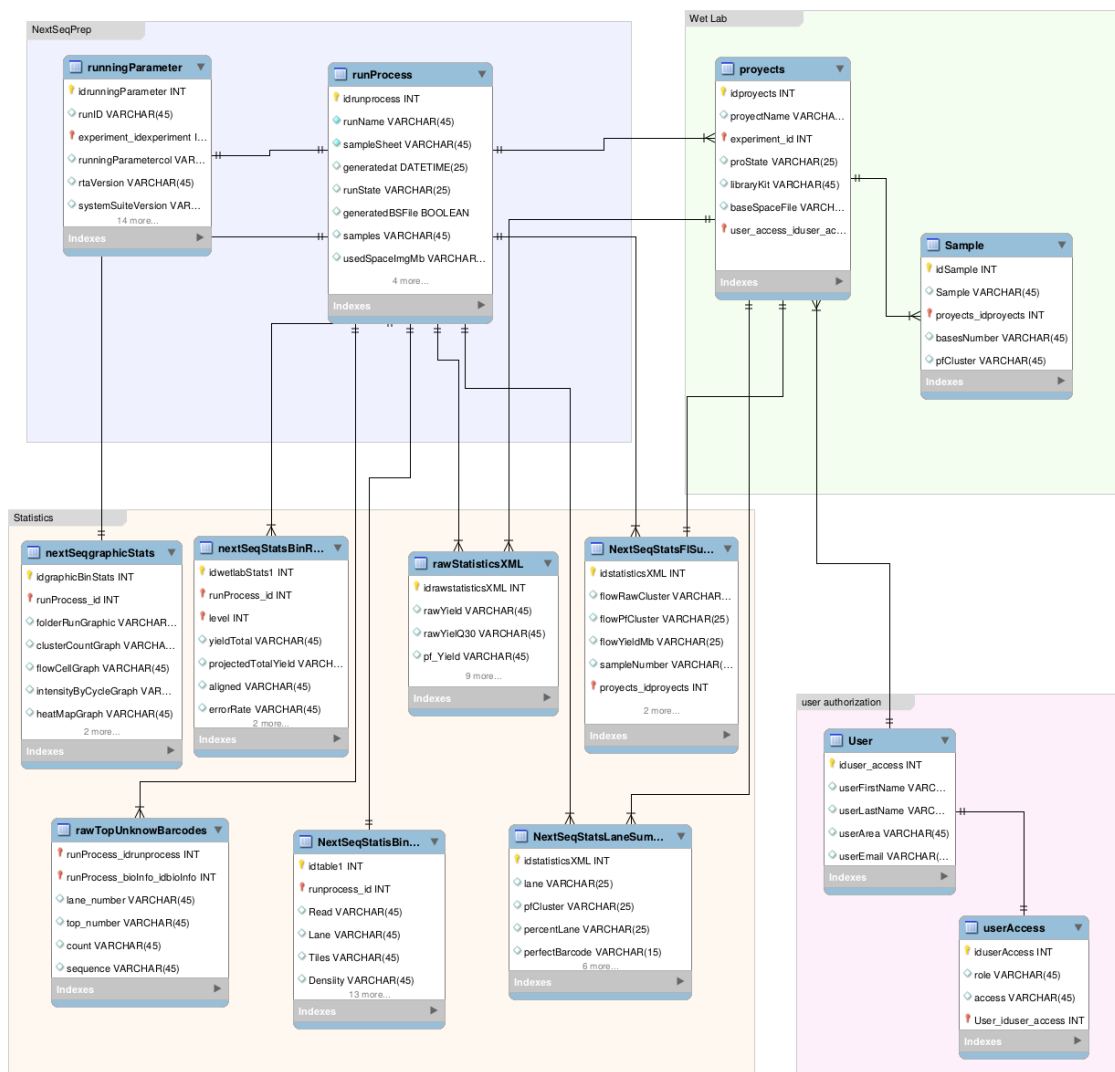 NextSeqPrep
runningParameter
idrunningParameter INT
runID VARCHAR(45)
experiment_idexperiment I...
runningParametercol VAR...
rtaVersion VARCHAR(45)
systemSuiteVersion VAR...
14 more...
Indexes
runProcess
idrunprocess INT
runName VARCHAR(45)
sampleSheet VARCHAR(45)
generatedat DATETIME(25)
runState VARCHAR(25)
generatedBSFile BOOLEAN
samples VARCHAR(45)
usedSpaceImgMb VARCHAR...
4 more...
Indexes
Wet Lab
proyects
idproyects INT
proyectName VARCHA...
experiment_id INT
proState VARCHAR(25)
libraryKit VARCHAR(45)
baseSpaceFile VARCH...
user_access_iduser_ac...
Indexes
Sample
idSample INT
Sample VARCHAR(45)
proyects_idproyects INT
basesNumber VARCHAR(45)
pfCluster VARCHAR(45)
Indexes
Statistics
nextSeqgraphicStats
idgraphicBinStats INT
runProcess_id INT
folderRunGraphic VARCHAR...
clusterCountGraph VARCHA...
flowCellGraph VARCHAR(45)
intensityByCycleGraph VAR...
heatMapGraph VARCHAR(45)
2 more...
Indexes
nextSeqStatsBinR...
idwetlabStats1 INT
runProcess_id INT
level INT
yieldTotal VARCHAR(45)
projectedTotalYield VARCH...
aligned VARCHAR(45)
errorRate VARCHAR(45)
2 more...
Indexes
rawStatisticsXML
idrawstatisticsXML INT
rawYield VARCHAR(45)
rawYielQ30 VARCHAR(45)
pf_Yield VARCHAR(45)
9 more...
Indexes
NextSeqStatsFlSu...
idstatisticsXML INT
flowRawCluster VARCHAR...
flowPfCluster VARCHAR(25)
flowYieldMb VARCHAR(25)
sampleNumber VARCHAR(...
proyects_idproyects INT
2 more...
Indexes
rawTopUnknowBarcodes
runProcess_idrunprocess INT
runProcess_bioInfo_idbioInfo INT
lane_number VARCHAR(45)
top_number VARCHAR(45)
count VARCHAR(45)
sequence VARCHAR(45)
Indexes
NextSeqStatisBin...
idtable1 INT
runprocess_id INT
Read VARCHAR(45)
Lane VARCHAR(45)
Tiles VARCHAR(45)
Densiity VARCHAR(45)
13 more...
Indexes
NextSeqStatsLaneSum...
idstatisticsXML INT
lane VARCHAR(25)
pfCluster VARCHAR(25)
percentLane VARCHAR(25)
perfectBarcode VARCHAR(15)
6 more...
Indexes
user authorization
User
iduser_access INT
userFirstName VARC...
userLastName VARC...
userArea VARCHAR(45)
userEmail VARCHAR(...
Indexes
userAccess
iduserAccess INT
role VARCHAR(45)
access VARCHAR(45)
User_iduser_access INT
Indexes